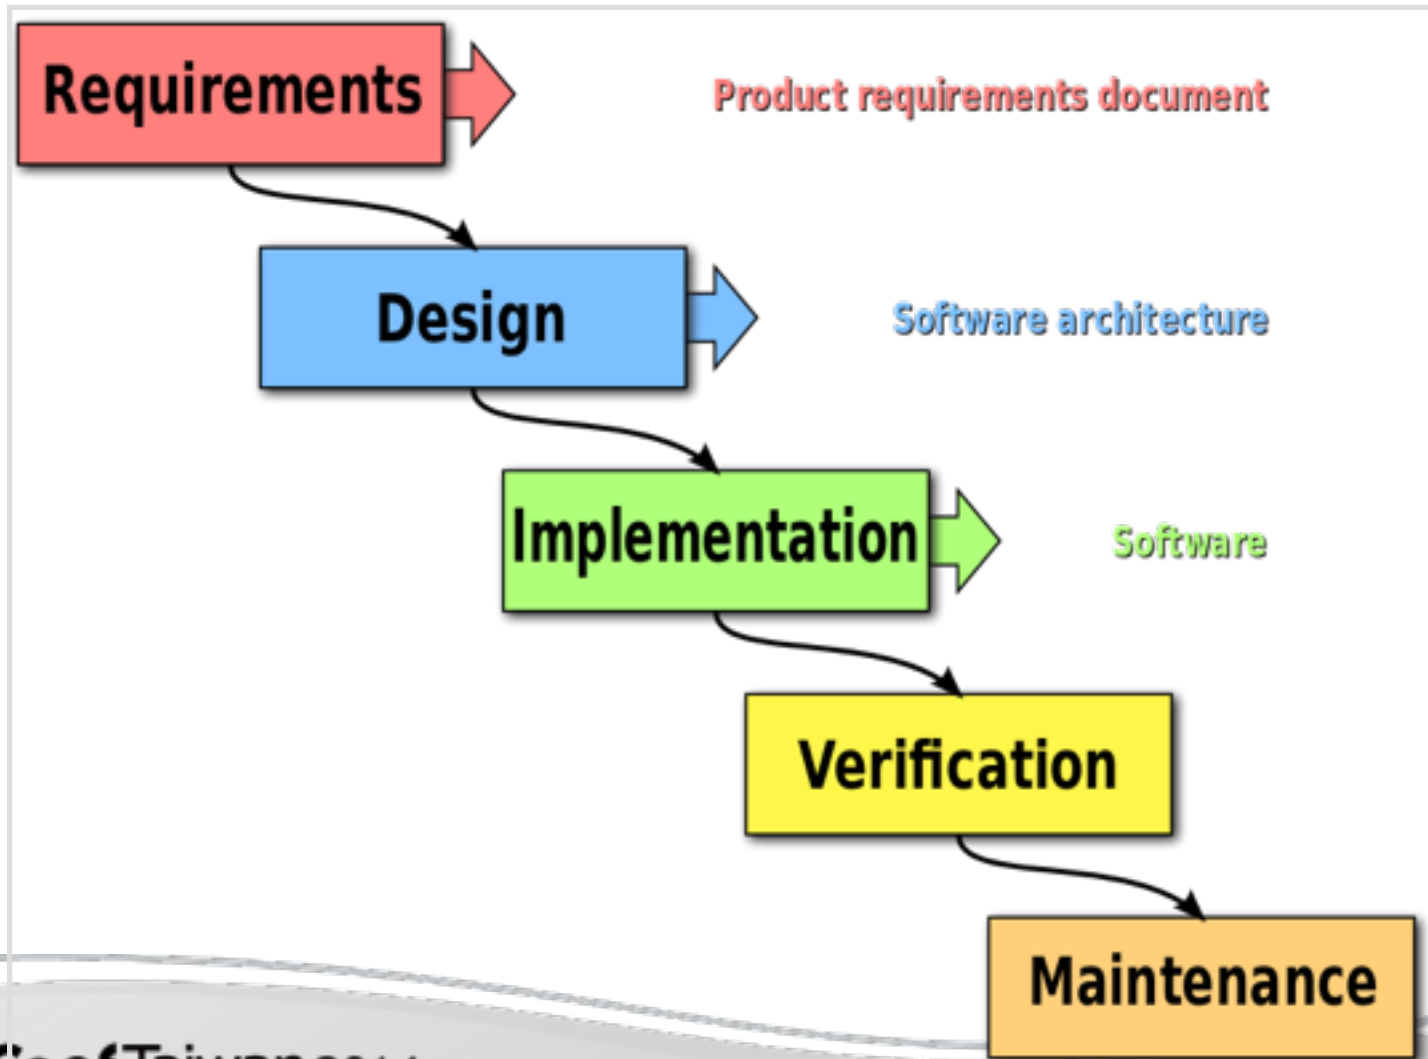 Requirements
Product requirements document
Design
Software architecture
Implementation
Software
Verification
Maintenance